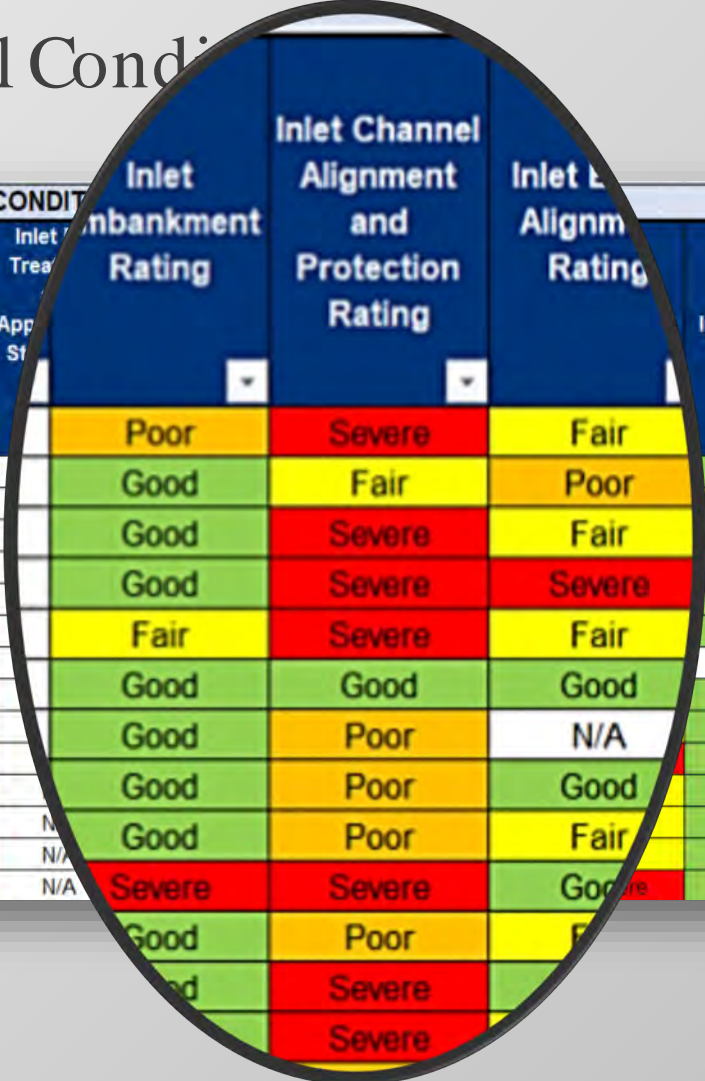 l Condi
CONDIT
Inlet
Trea
App
St
Inlet
mbankment
Rating
Inlet Channel
Alignment
and
Protection
Rating
Inlet
Alignm
Rating
Poor Severe Fair
Good Fair Poor
Good Severe Fair
Good Severe Severe
Fair Severe Fair
Good Good Good
Good Poor N/A
Good Poor Good
Good Poor Fair
N/A Severe Severe Good
Good Poor
Severe
Severe